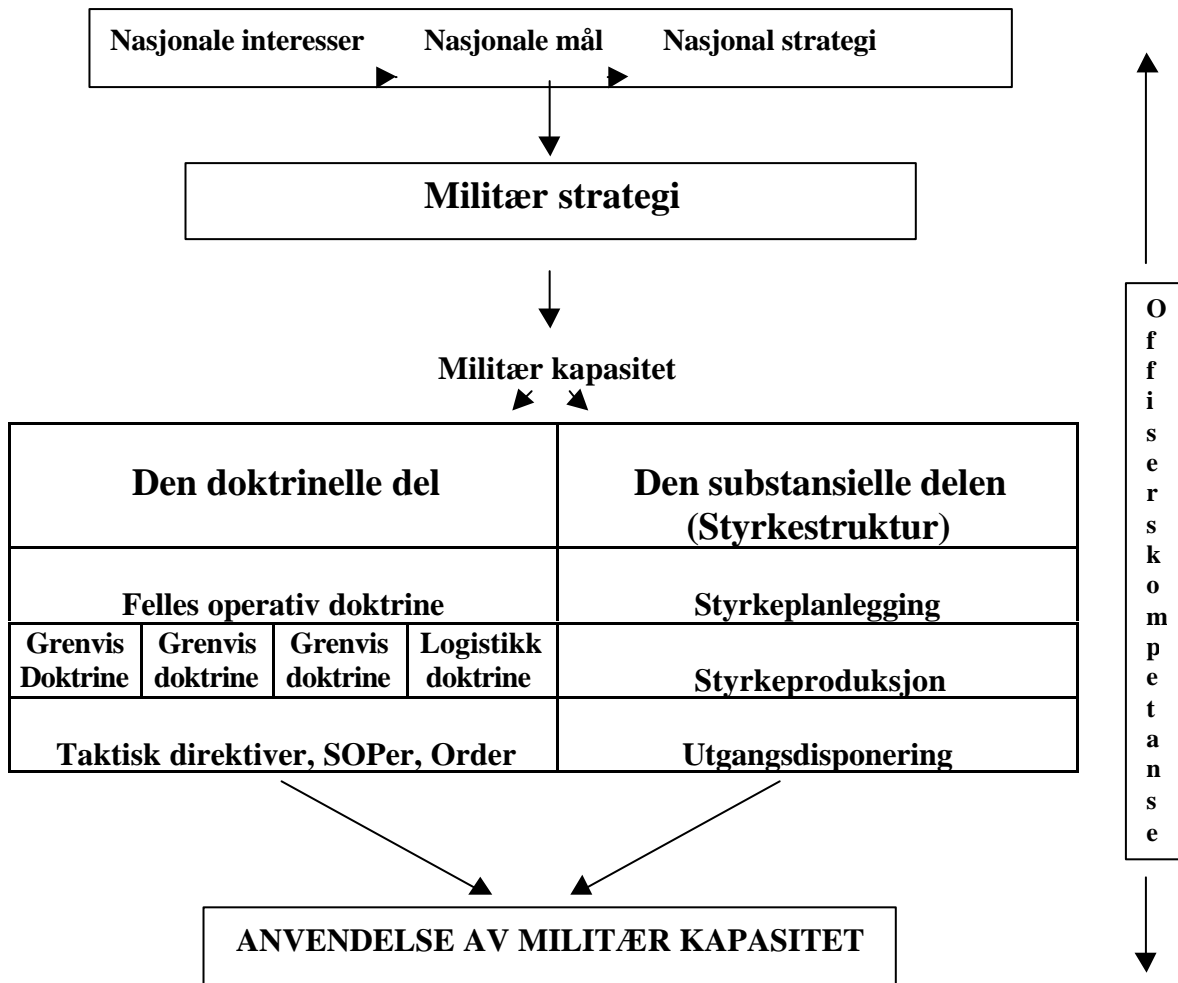 Nasjonale interesser Nasjonale mål Nasjonal strategi
Militær strategi
Militær kapasitet
Den doktrinelle del
Den substansielle delen
(Styrkestruktur)
Felles operativ doktrine
Styrkeplanlegging
Grenvis
Doktrine
Grenvis
doktrine
Grenvis
doktrine
Logistikk
doktrine
Styrkeproduksjon
Taktisk direktiver, SOPer, Order
Utgangsdisponering
ANVENDELSE AV MILITÆR KAPASITET
O
f
f
i
s
e
r
s
k
o
m
p
e
t
a
n
s
e